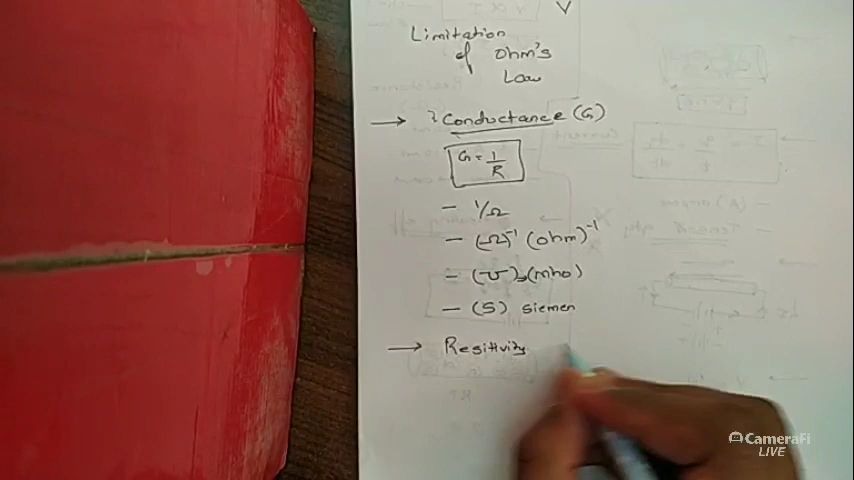 V
Limitation
of Ohm's
Law
→ Conductance (G)
G = 1/R
- 1/Ω
- (Ω)⁻¹ (ohm)⁻¹
- (℧) (mho)
- (S) siemen
→ Resitivity
CameraFi
LIVE